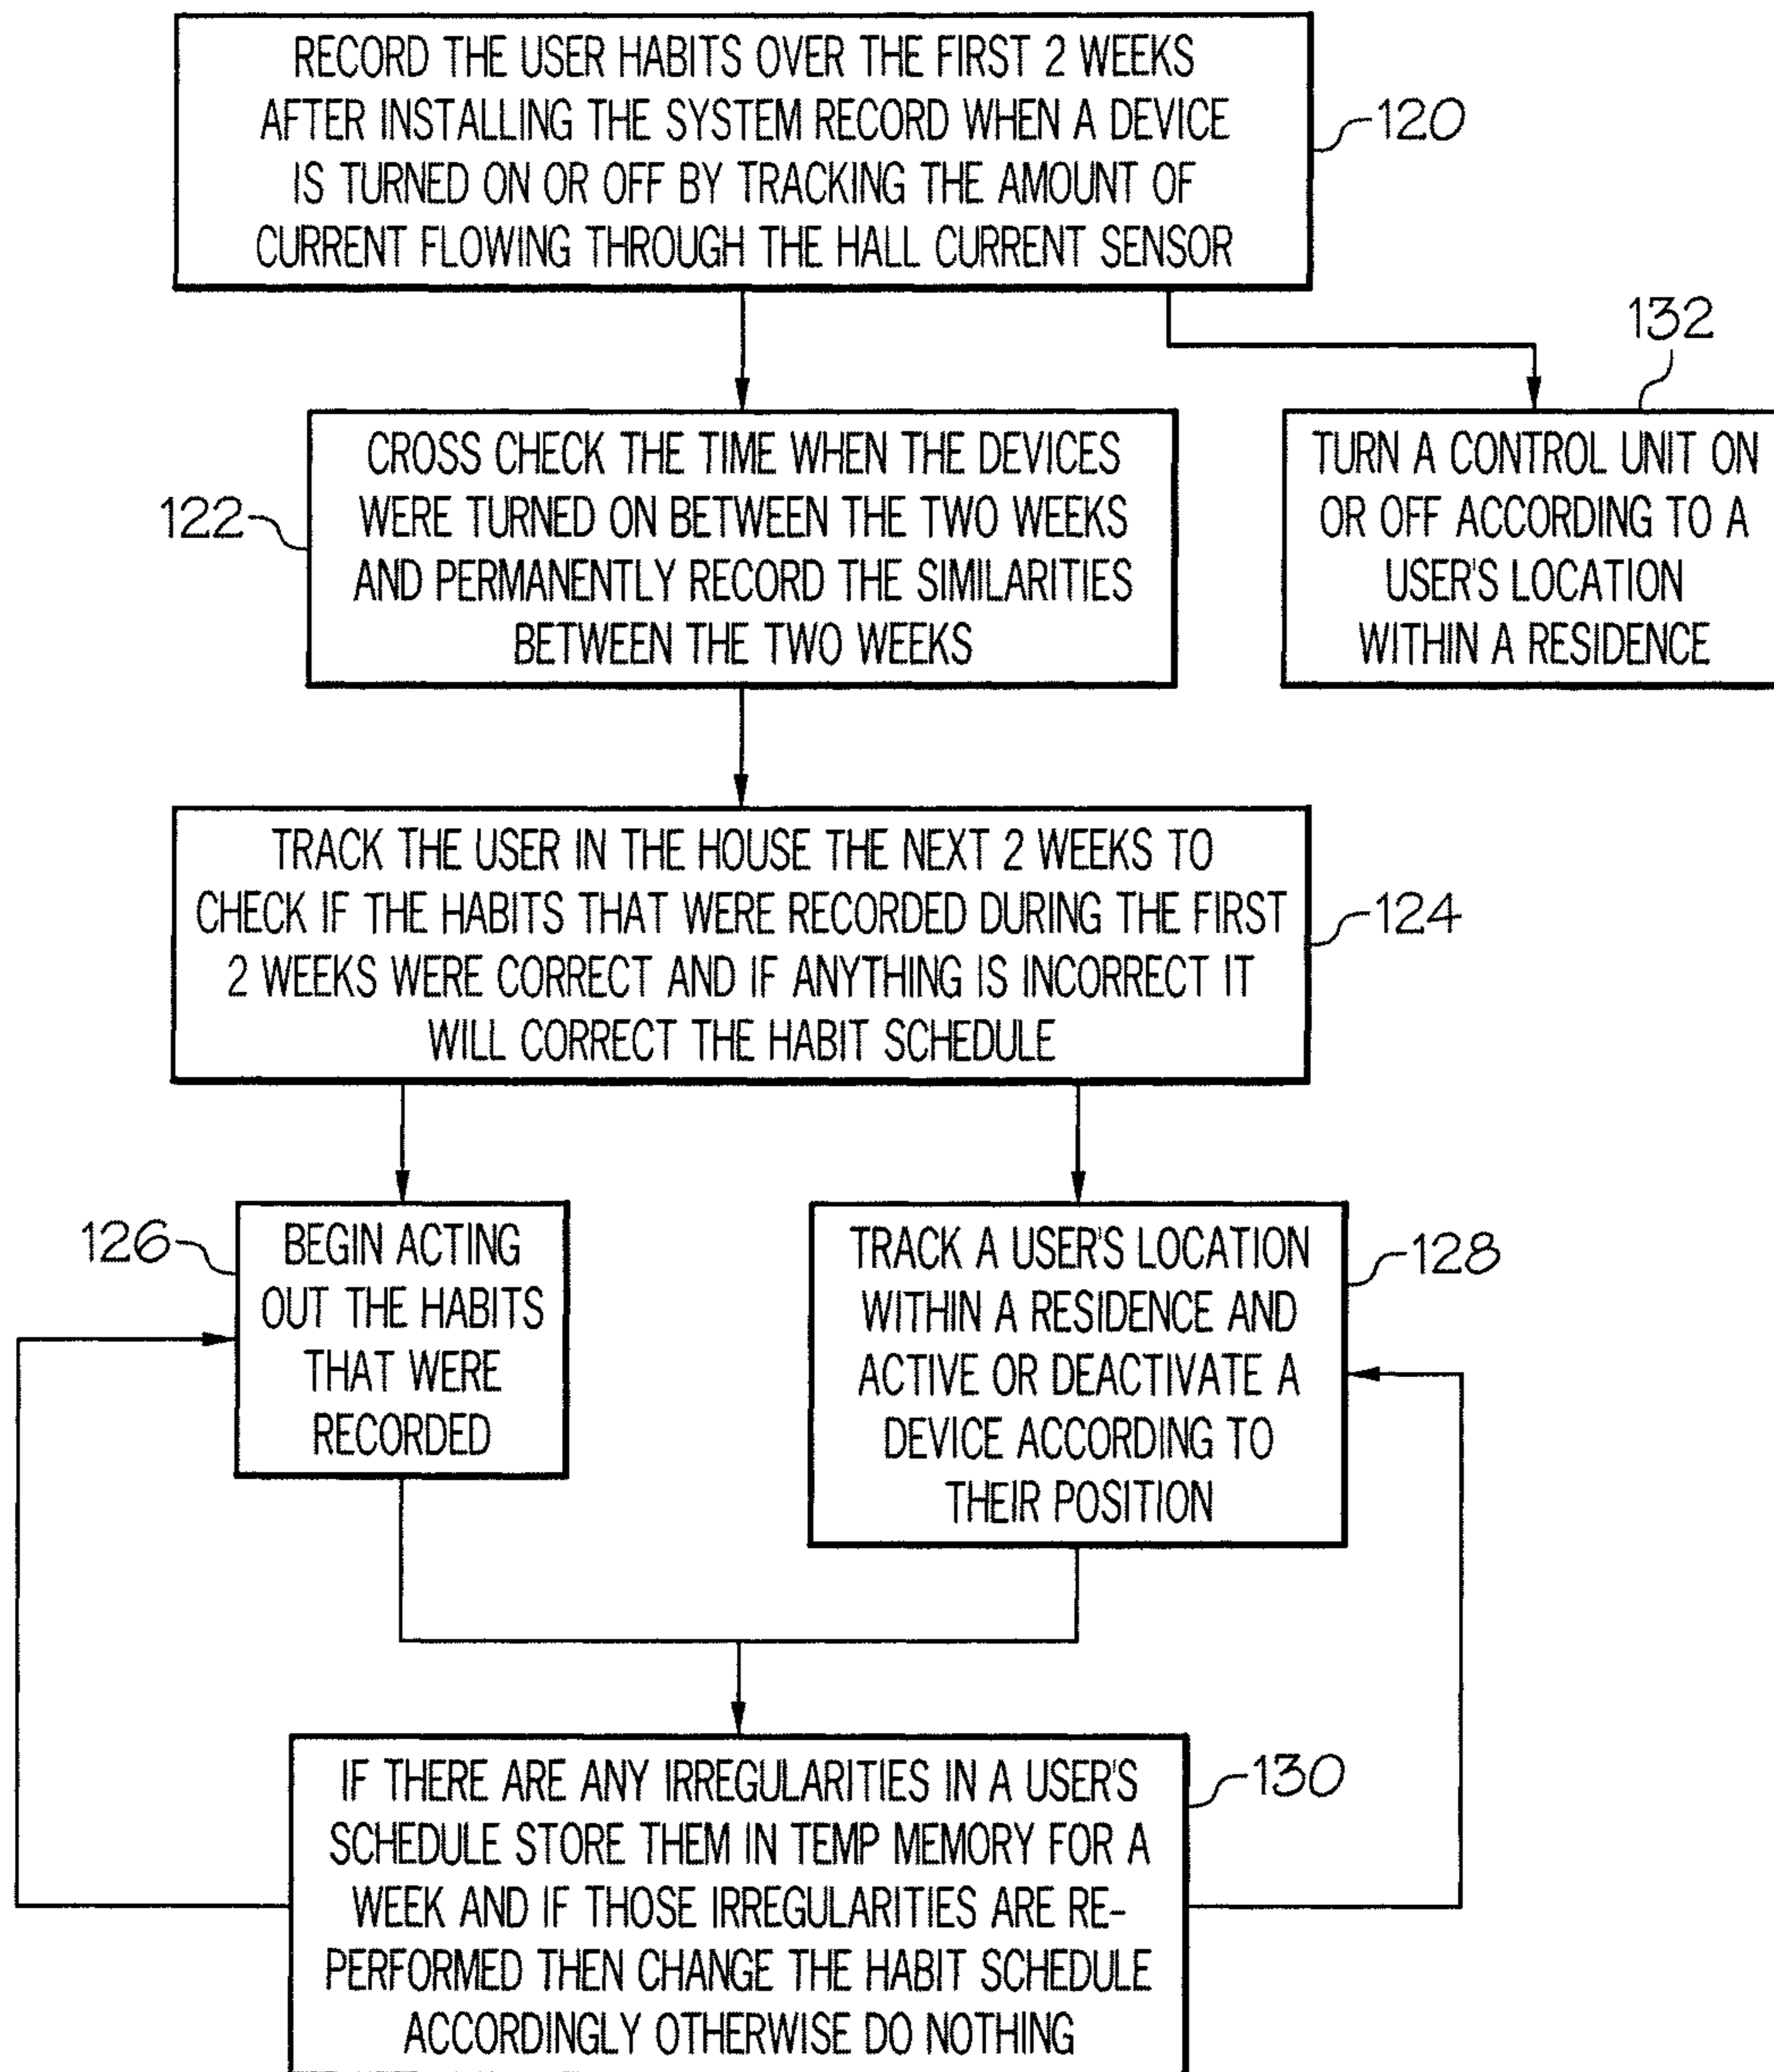 RECORD THE USER HABITS OVER THE FIRST 2 WEEKS
AFTER INSTALLING THE SYSTEM RECORD WHEN A DEVICE
IS TURNED ON OR OFF BY TRACKING THE AMOUNT OF
CURRENT FLOWING THROUGH THE HALL CURRENT SENSOR
120
132
CROSS CHECK THE TIME WHEN THE DEVICES
WERE TURNED ON BETWEEN THE TWO WEEKS
AND PERMANENTLY RECORD THE SIMILARITIES
BETWEEN THE TWO WEEKS
122
TURN A CONTROL UNIT ON
OR OFF ACCORDING TO A
USER'S LOCATION
WITHIN A RESIDENCE
TRACK THE USER IN THE HOUSE THE NEXT 2 WEEKS TO
CHECK IF THE HABITS THAT WERE RECORDED DURING THE FIRST
2 WEEKS WERE CORRECT AND IF ANYTHING IS INCORRECT IT
WILL CORRECT THE HABIT SCHEDULE
124
126
BEGIN ACTING
OUT THE HABITS
THAT WERE
RECORDED
TRACK A USER'S LOCATION
WITHIN A RESIDENCE AND
ACTIVE OR DEACTIVATE A
DEVICE ACCORDING TO
THEIR POSITION
128
IF THERE ARE ANY IRREGULARITIES IN A USER'S
SCHEDULE STORE THEM IN TEMP MEMORY FOR A
WEEK AND IF THOSE IRREGULARITIES ARE RE-
PERFORMED THEN CHANGE THE HABIT SCHEDULE
ACCORDINGLY OTHERWISE DO NOTHING
130